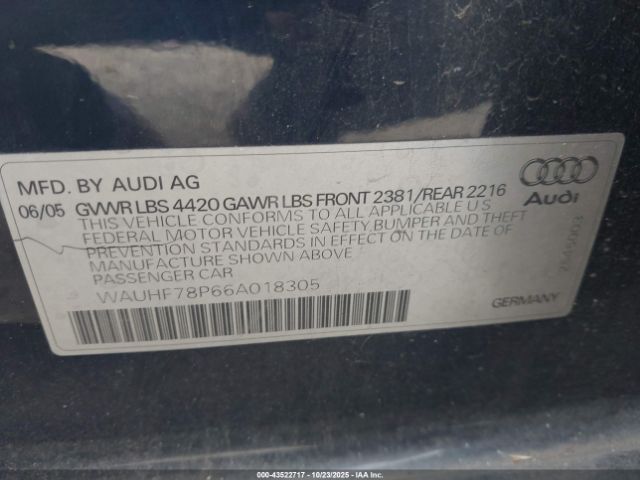 MFD. BY AUDI AG
06/05 GVWR LBS 4420 GAWR LBS FRONT 2381/REAR 2216
THIS VEHICLE CONFORMS TO ALL APPLICABLE U.S
FEDERAL MOTOR VEHICLE SAFETY, BUMPER AND THEFT
PREVENTION STANDARDS IN EFFECT ON THE DATE OF
MANUFACTURE SHOWN ABOVE
PASSENGER CAR
WAUHF78P66A018305
Audi
GERMANY
000-43522717 - 10/23/2025 - IAA Inc.